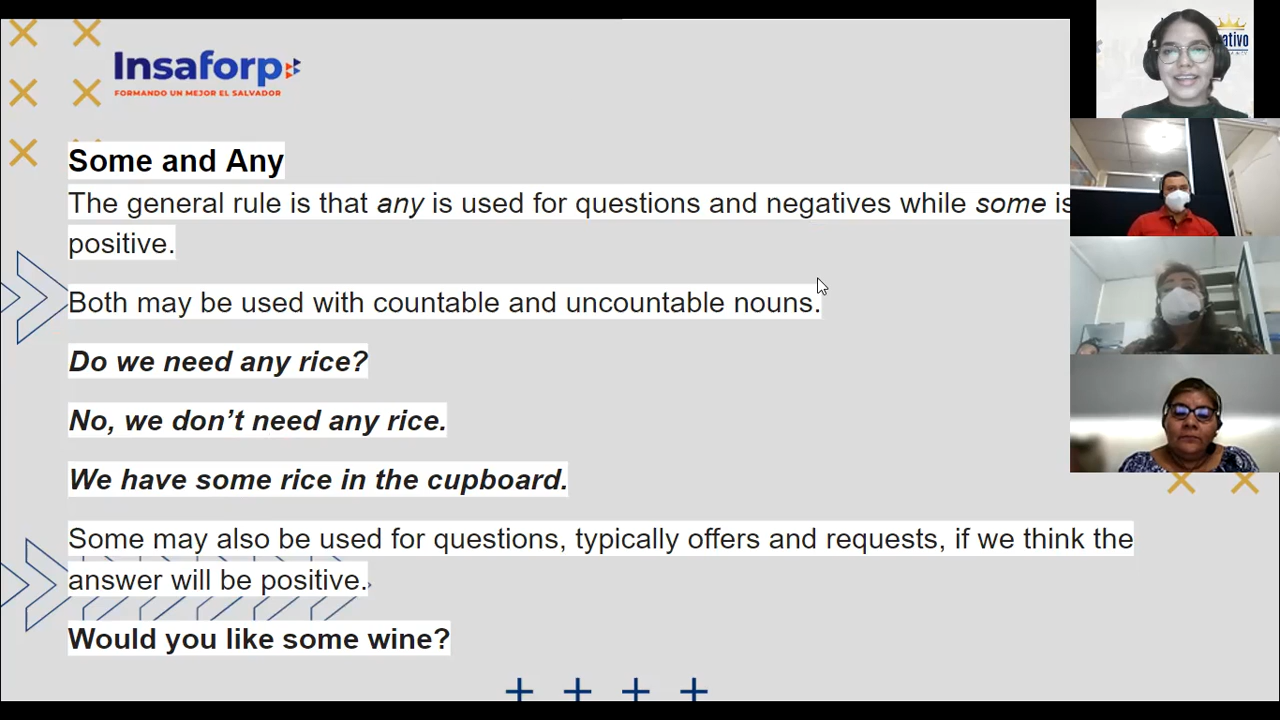 Insaforp
FORMANDO UN MEJOR EL SALVADOR
ativo
Some and Any
The general rule is that any is used for questions and negatives while some is
positive.
Both may be used with countable and uncountable nouns.
Do we need any rice?
No, we don’t need any rice.
We have some rice in the cupboard.
Some may also be used for questions, typically offers and requests, if we think the
answer will be positive.
Would you like some wine?